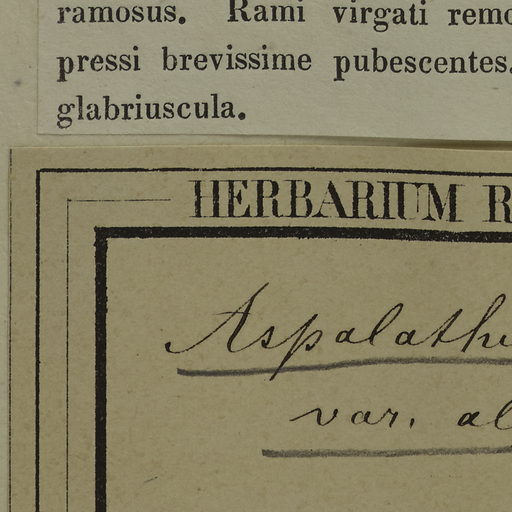 ramosus. Rami virgati remo
pressi brevissime pubescentes.
glabriuscula.
HERBARIUM R
Aspalathu
var. al